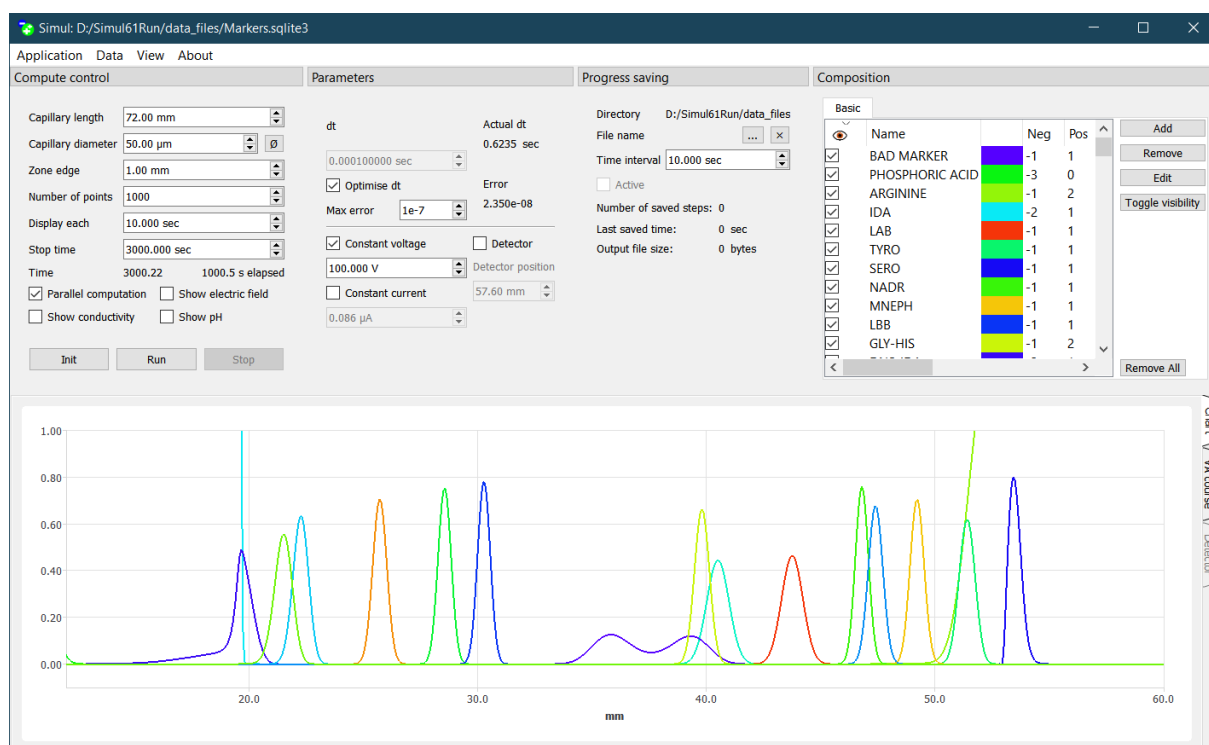 Simul: D:/Simul61Run/data_files/Markers.sqlite3
Application Data View About
Compute control
Capillary length 72.00 mm
Capillary diameter 50.00 µm Ø
Zone edge 1.00 mm
Number of points 1000
Display each 10.000 sec
Stop time 3000.000 sec
Time 3000.22 1000.5 s elapsed
Parallel computation Show electric field
Show conductivity Show pH
Init Run Stop
Parameters
dt Actual dt
0.6235 sec
0.000100000 sec
Optimise dt Error
Max error 1e-7 2.350e-08
Constant voltage Detector
100.000 V Detector position
Constant current 57.60 mm
0.086 µA
Progress saving
Directory D:/Simul61Run/data_files
File name ... ×
Time interval 10.000 sec
Active
Number of saved steps: 0
Last saved time: 0 sec
Output file size: 0 bytes
Composition
Basic
Name Neg Pos
BAD MARKER -1 1
PHOSPHORIC ACID -3 0
ARGININE -1 2
IDA -2 1
LAB -1 1
TYRO -1 1
SERO -1 1
NADR -1 1
MNEPH -1 1
LBB -1 1
GLY-HIS -1 2
Add
Remove
Edit
Toggle visibility
Remove All
Chart
VA course
Detector
1.00
0.80
0.60
0.40
0.20
0.00
20.0 30.0 40.0 50.0 60.0
mm